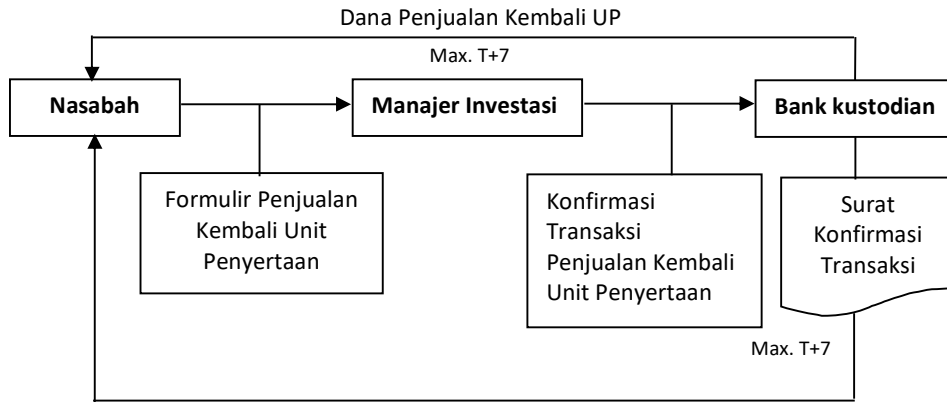 Dana Penjualan Kembali UP
Max. T+7
Nasabah
Manajer Investasi
Bank kustodian
Formulir Penjualan
Kembali Unit
Penyertaan
Konfirmasi
Transaksi
Penjualan Kembali
Unit Penyertaan
Surat
Konfirmasi
Transaksi
Max. T+7